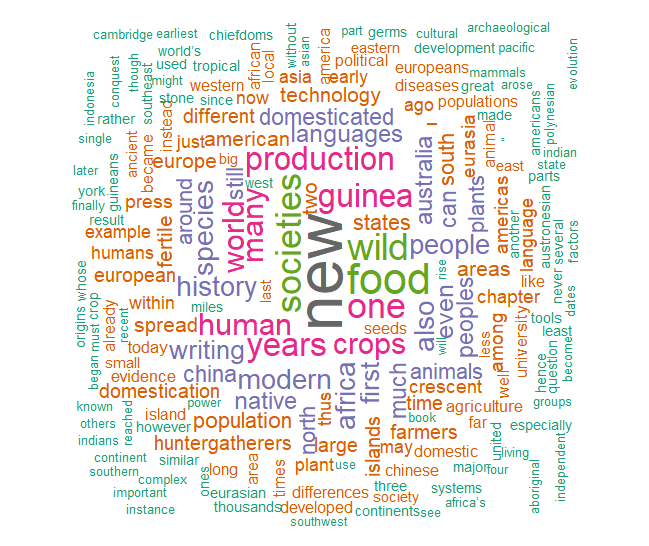 cambridge
earliest
chiefdoms
without
asian
america
part
germs
cultural
archaeological
world's
african
local
political
eastern
development
pacific
evolution
indonesia
conquest
though
southeast
used
tropical
might
western
asia
early
europeans
mammals
diseases
great
arose
stone
since
now
technology
ago
populations
americans
polynesian
rather
instead
different
domesticated
I
made
single
ancient
became
just
american
languages
australia
south
eurasia
animal
indian
state
later
guineans
europe
big
production
can
east
parts
york
finally
press
around
species
still
west
two
guinea
plants
americas
another
language
austronesian
never
several
factors
result
example
fertile
world
many
societies
new
wild
states
people
humans
european
history
miles
last
food
areas
like
origins
whose
within
human
one
rise
also
even
peoples
chapter
tools
dates
began
must
crop
recent
already
spread
years
crops
seeds
will
less
among
university
least
today
writing
small
evidence
china
modern
africa
first
much
animals
well
hence
question
become
domestication
native
crescent
known
island
power
population
north
thus
book
time
agriculture
groups
others
reached
however
may
farmers
far
united
especially
indians
huntergatherers
large
islands
domestic
living
continent
similar
ones
long
area
times
plant
use
chinese
major
four
aboriginal
independent
southern
complex
eurasian
differences
three
society
systems
africa's
important
thousands
developed
continents
see
instance
southwest